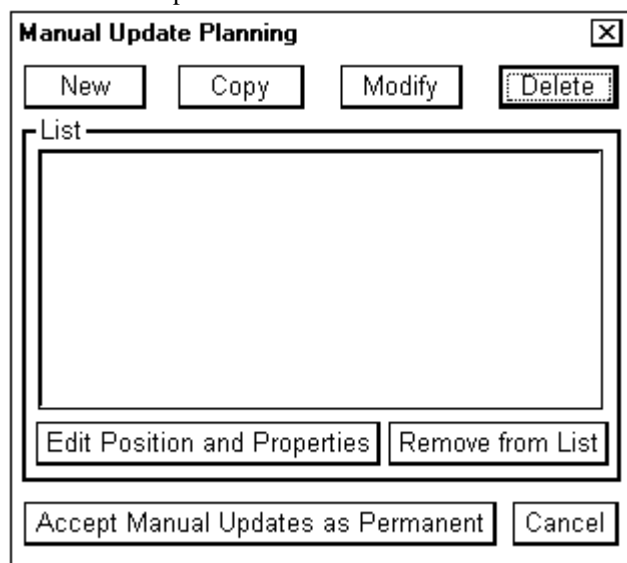 Manual Update Planning
New Copy Modify Delete
List
Edit Position and Properties Remove from List
Accept Manual Updates as Permanent Cancel